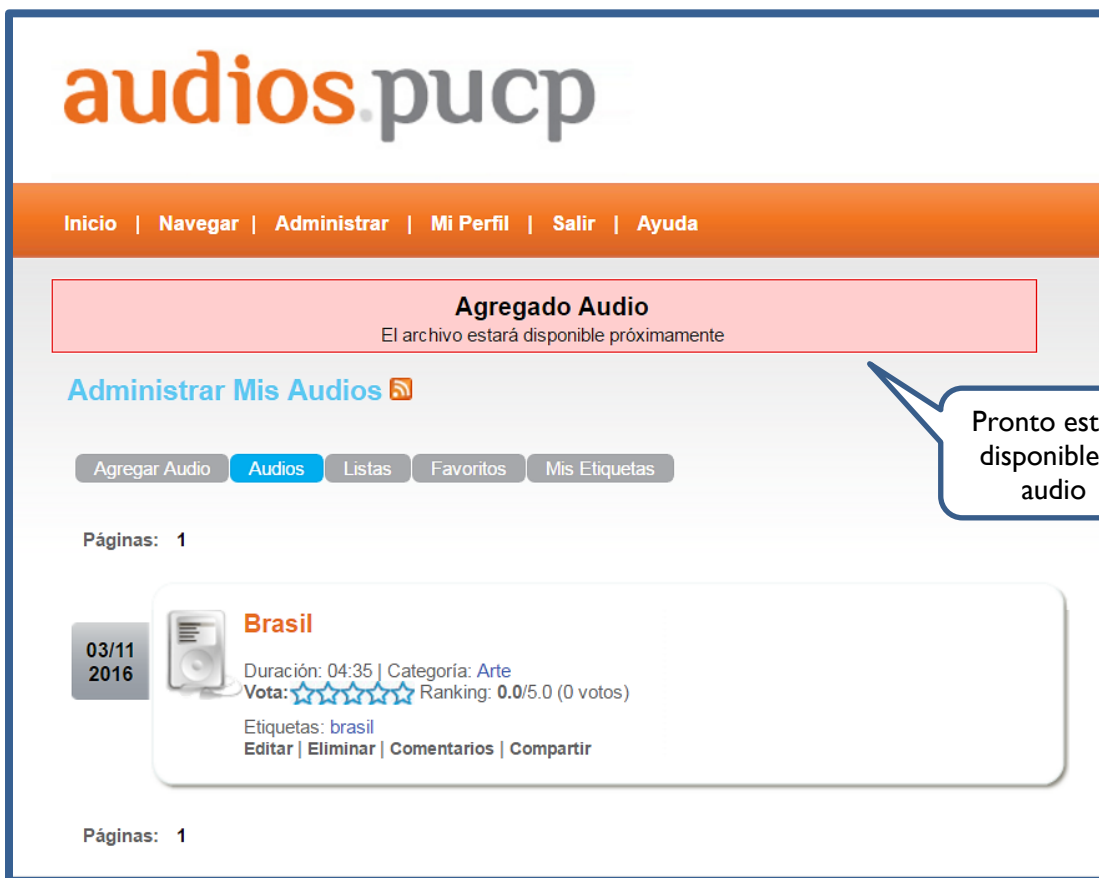 audios.pucp
Inicio | Navegar | Administrar | Mi Perfil | Salir | Ayuda
Agregado Audio
El archivo estará disponible próximamente
Administrar Mis Audios
Pronto
disponible
audio
Agregar Audio Audios Listas Favoritos Mis Etiquetas
Páginas: 1
03/11
2016
Brasil
Duración: 04:35 | Categoría: Arte
Vota: Ranking: 0.0/5.0 (0 votos)
Etiquetas: brasil
Editar | Eliminar | Comentarios | Compartir
Páginas: 1